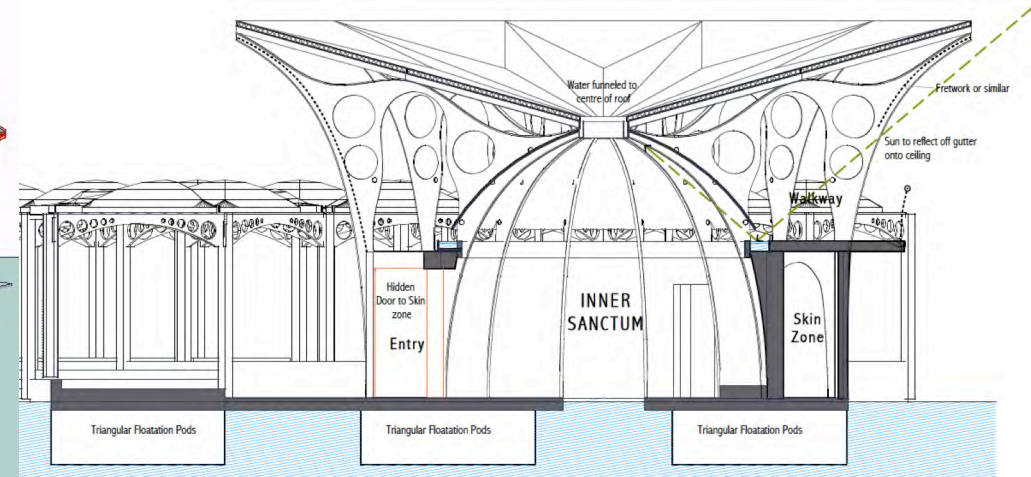 Water funneled to
centre of roof
Fretwork or similar
Sun to reflect off gutter
onto ceiling
Walkway
Hidden
Door to Skin
zone
Entry
INNER
SANCTUM
Skin
Zone
Triangular Floatation Pods
Triangular Floatation Pods
Triangular Floatation Pods